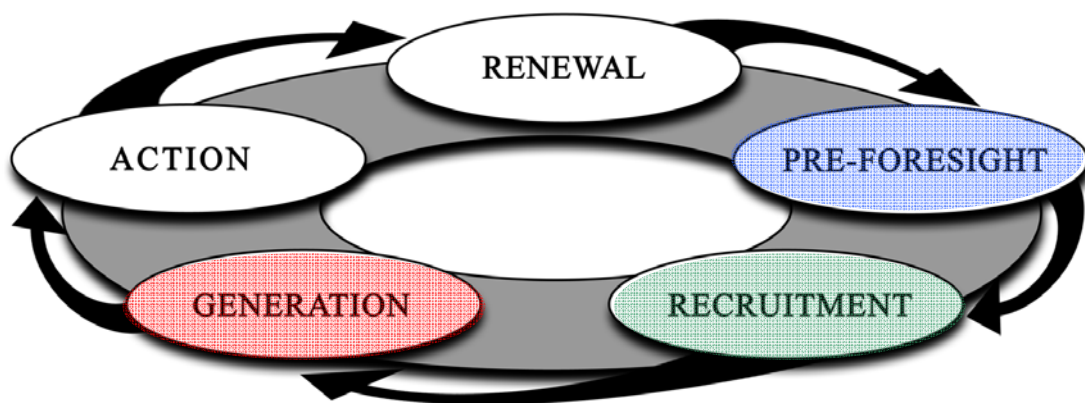 RENEWAL
ACTION
PRE-FORESIGHT
GENERATION
RECRUITMENT